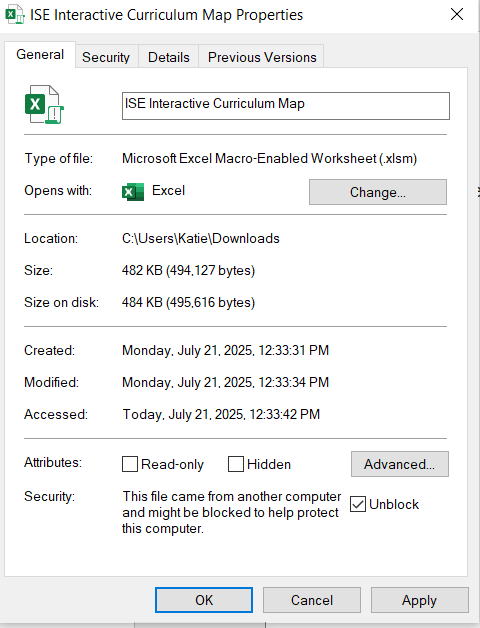 ISE Interactive Curriculum Map Properties
General Security Details Previous Versions
ISE Interactive Curriculum Map
Type of file: Microsoft Excel Macro-Enabled Worksheet (.xlsm)
Opens with: Excel Change...
Location: C:\Users\Katie\Downloads
Size: 482 KB (494,127 bytes)
Size on disk: 484 KB (495,616 bytes)
Created: Monday, July 21, 2025, 12:33:31 PM
Modified: Monday, July 21, 2025, 12:33:34 PM
Accessed: Today, July 21, 2025, 12:33:42 PM
Attributes: Read-only Hidden Advanced...
Security: This file came from another computer
and might be blocked to help protect
this computer.
Unblock
OK Cancel Apply